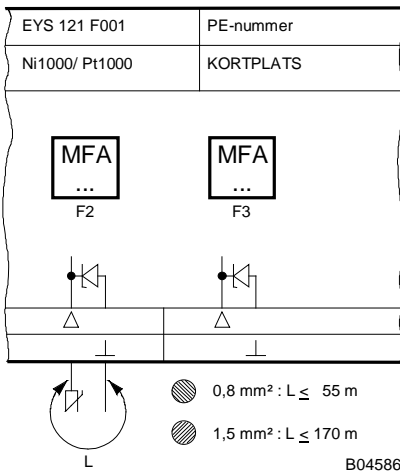 EYS 121 F001 PE-nummer
Ni1000/ Pt1000 KORTPLATS
MFA MFA
... ...
F2 F3
0,8 mm² : L ≤ 55 m
1,5 mm² : L ≤ 170 m
L
B04586